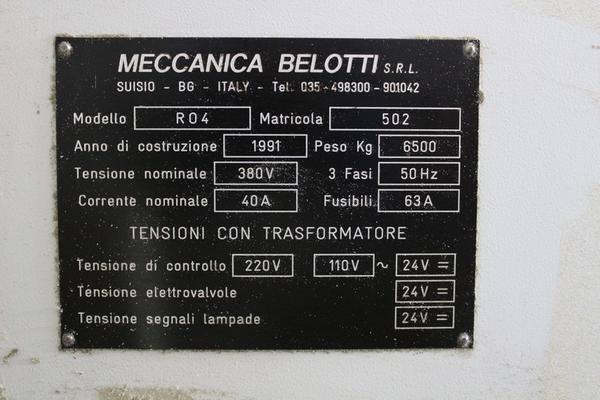 MECCANICA BELOTTI S.R.L.
SUISIO - BG - ITALY - Tel. 035-498300-901042
Modello R04 Matricola 502
Anno di costruzione 1991 Peso Kg 6500
Tensione nominale 380V 3 Fasi 50Hz
Corrente nominale 40A Fusibili 63A
TENSIONI CON TRASFORMATORE
Tensione di controllo 220V 110V ~ 24V ⎓
Tensione elettrovalvole 24V ⎓
Tensione segnali lampade 24V ⎓